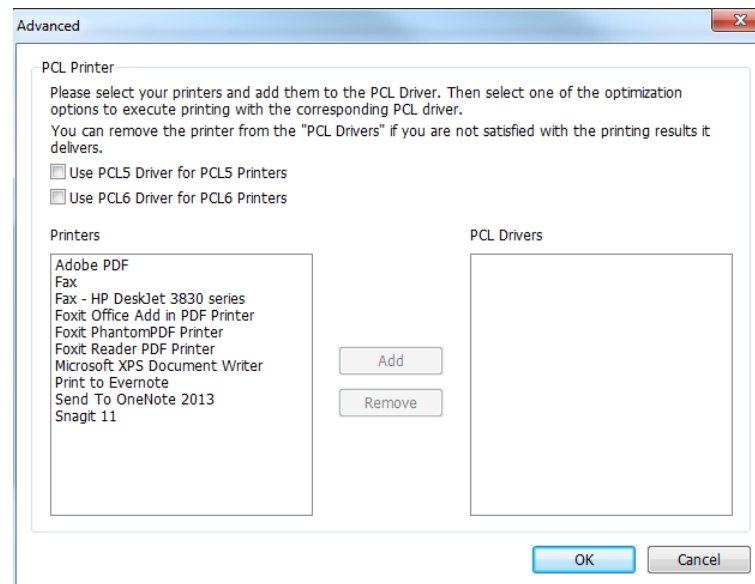 Advanced
PCL Printer
Please select your printers and add them to the PCL Driver. Then select one of the optimization
options to execute printing with the corresponding PCL driver.
You can remove the printer from the "PCL Drivers" if you are not satisfied with the printing results it
delivers.
Use PCL5 Driver for PCL5 Printers
Use PCL6 Driver for PCL6 Printers
Printers
PCL Drivers
Adobe PDF
Fax
Fax - HP DeskJet 3830 series
Foxit Office Add in PDF Printer
Foxit PhantomPDF Printer
Foxit Reader PDF Printer
Microsoft XPS Document Writer
Print to Evernote
Send To OneNote 2013
Snagit 11
Add
Remove
OK
Cancel